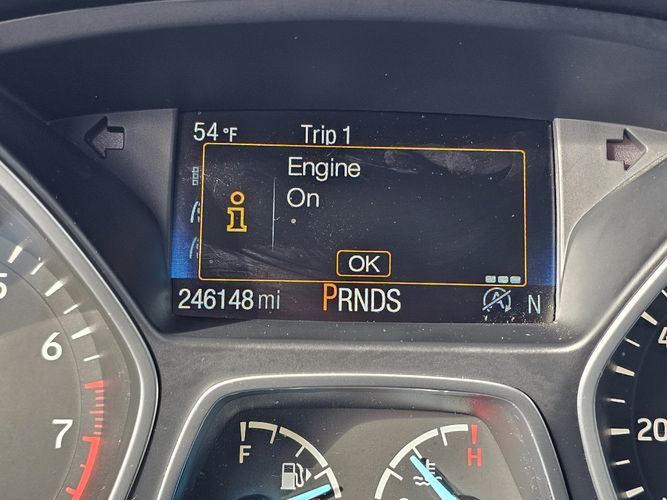 54°F Trip 1
Engine
On
OK
246148 mi PRNDS A N
5
6
7
F
H
20